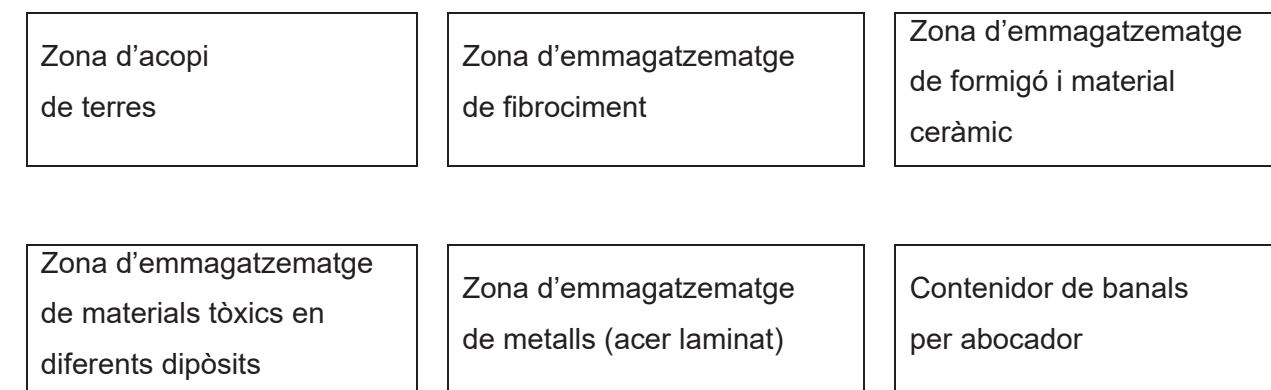 Zona d’acopi
de terres
Zona d’emmagatzematge
de fibrociment
Zona d’emmagatzematge
de formigó i material
ceràmic
Zona d’emmagatzematge
de materials tòxics en
diferents dipòsits
Zona d’emmagatzematge
de metalls (acer laminat)
Contenidor de banals
per abocador